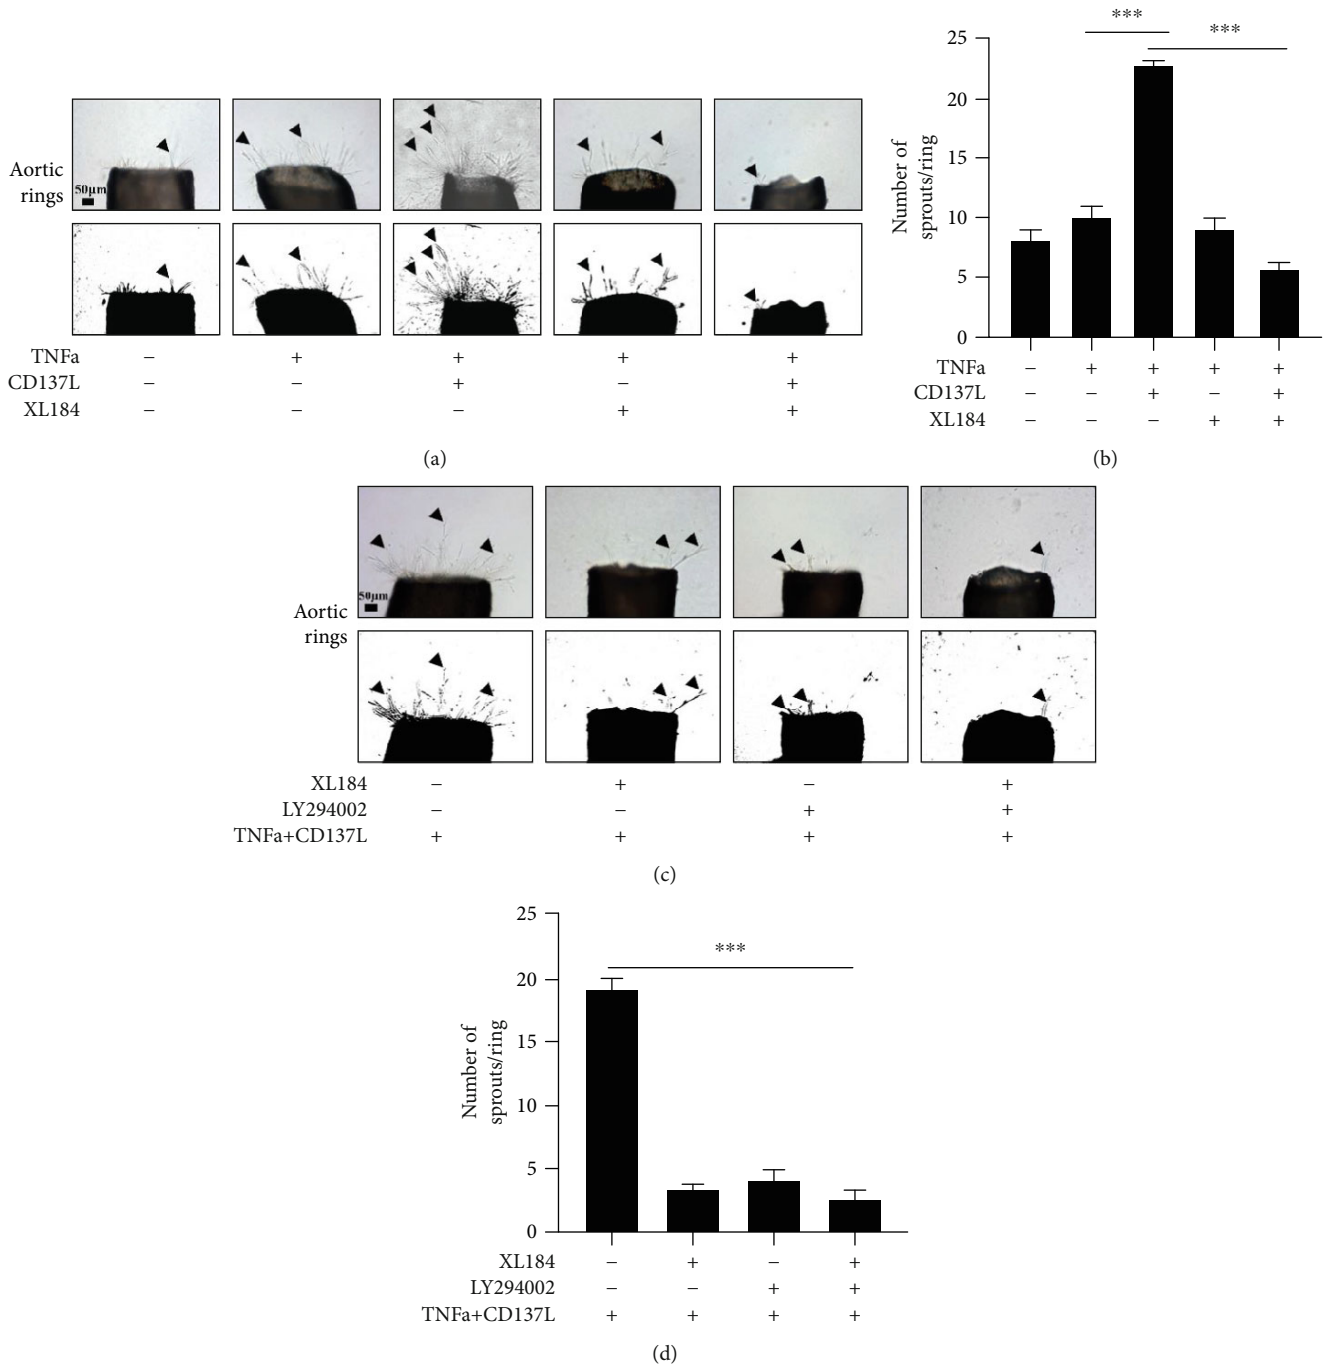 Aortic
rings
50μm
TNFa − + + + +
CD137L − − + − +
XL184 − − − + +
(a)
***
***
25
20
15
10
5
0
Number of
sprouts/ring
TNFa − + + + +
CD137L − − + − +
XL184 − − − + +
(b)
Aortic
rings
50μm
XL184 − + − +
LY294002 − − + +
TNFa+CD137L + + + +
(c)
***
25
20
15
10
5
0
Number of
sprouts/ring
XL184 − + − +
LY294002 − − + +
TNFa+CD137L + + + +
(d)